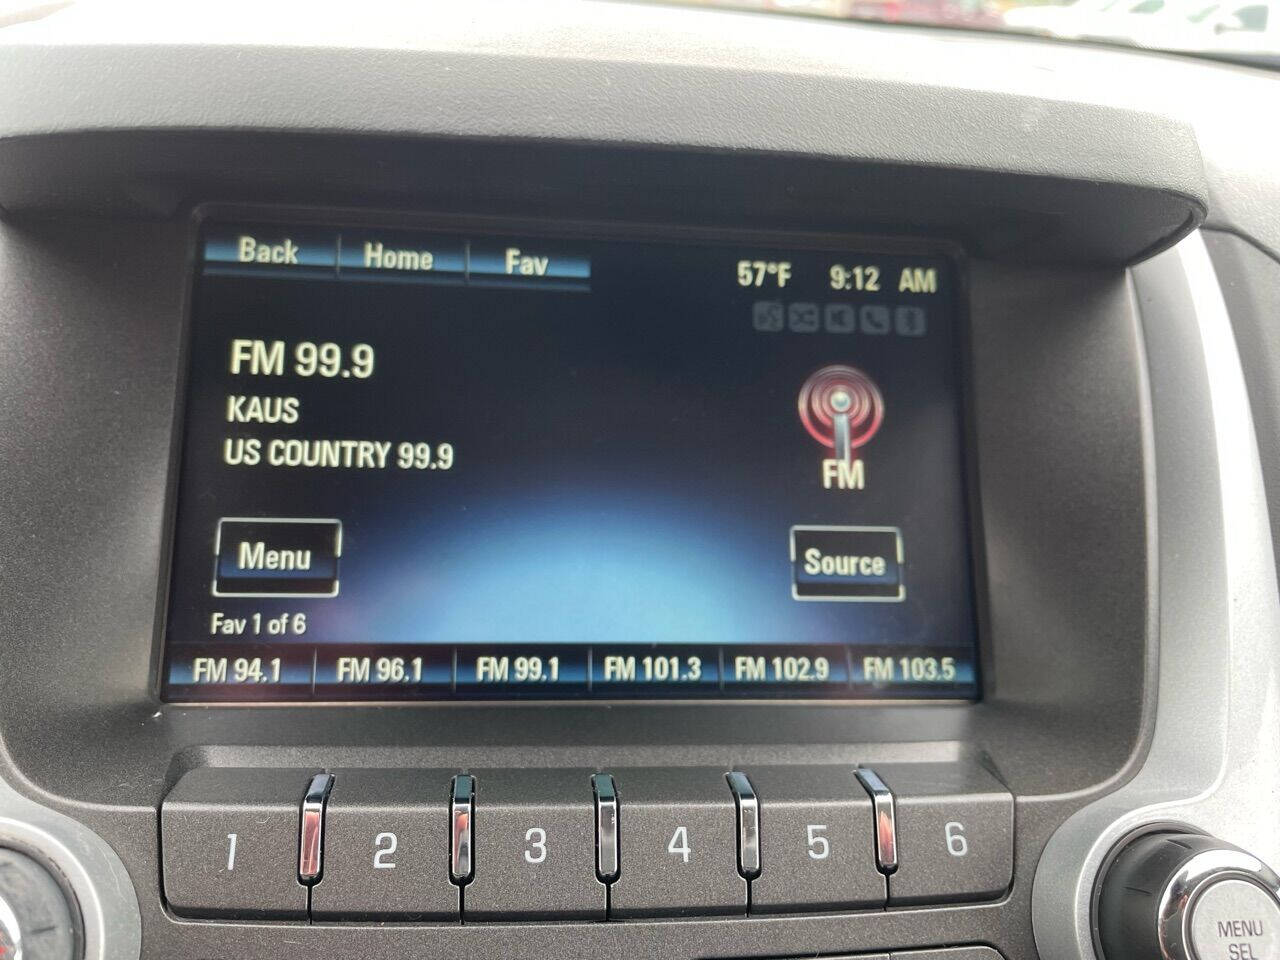 Back Home Fav 57°F 9:12 AM
FM 99.9
KAUS
US COUNTRY 99.9
FM
Menu Source
Fav 1 of 6
FM 94.1 FM 96.1 FM 99.1 FM 101.3 FM 102.9 FM 103.5
1 2 3 4 5 6
MENU
SEL